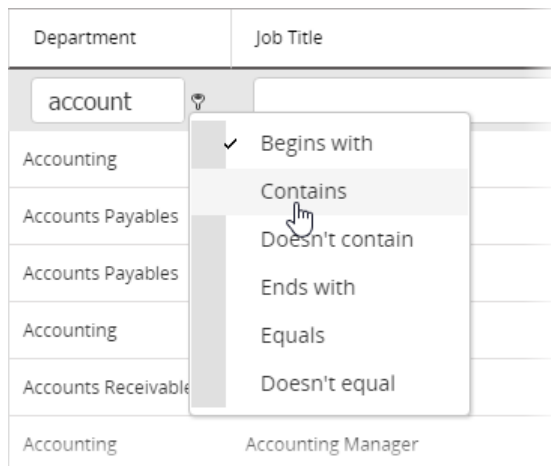 Department Job Title
account
Begins with
Accounting
Contains
Accounts Payables
Doesn't contain
Accounts Payables
Ends with
Accounting
Equals
Accounts Receivable
Doesn't equal
Accounting Accounting Manager